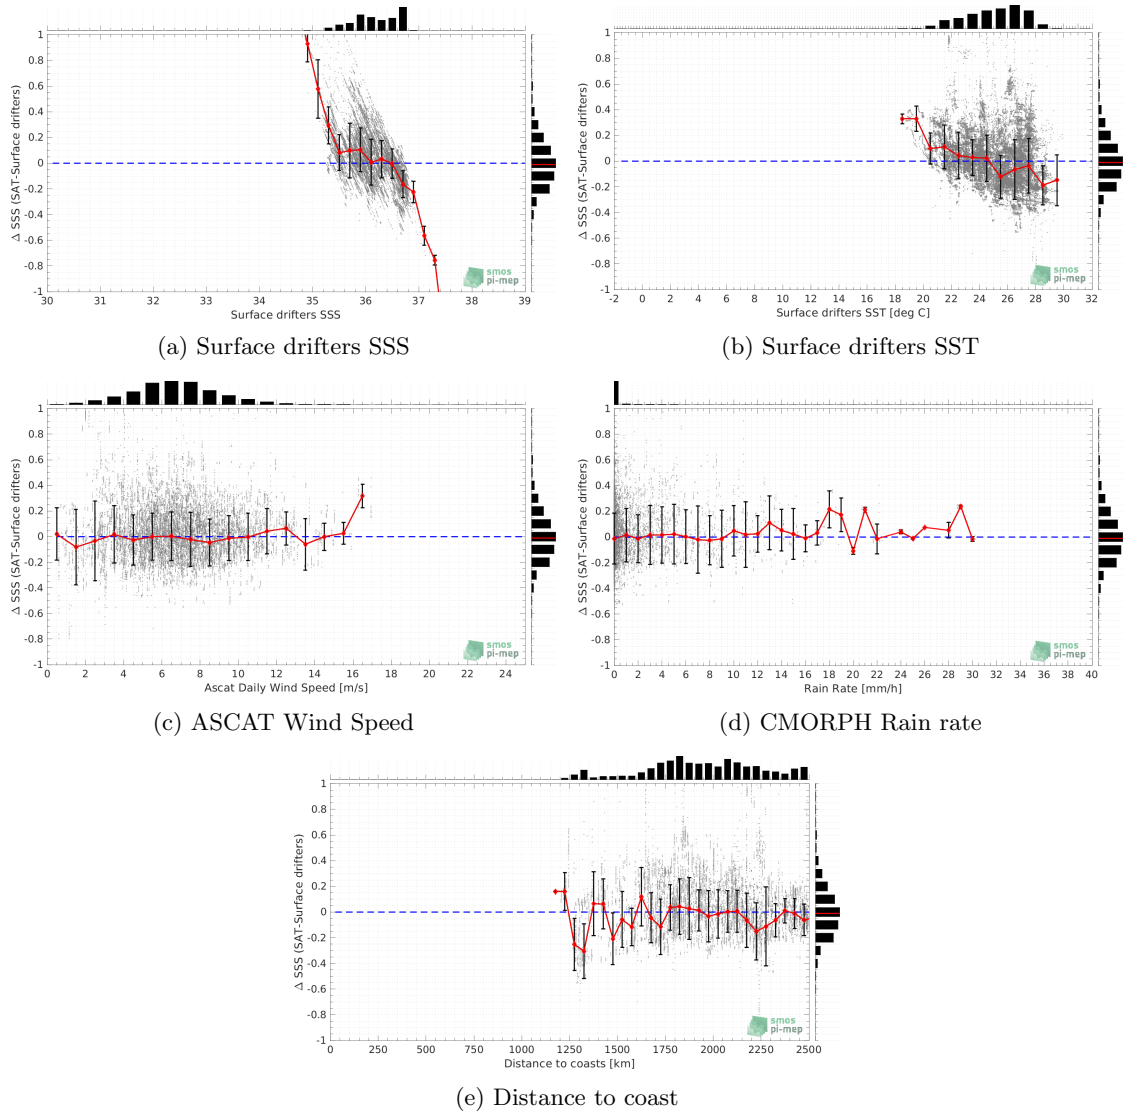 1
0.8
0.6
0.4
0.2
0
-0.2
-0.4
-0.6
-0.8
-1
Δ SSS (SAT-Surface drifters)
30 31 32 33 34 35 36 37 38 39
Surface drifters SSS
smos
pi-mep
(a) Surface drifters SSS
1
0.8
0.6
0.4
0.2
0
-0.2
-0.4
-0.6
-0.8
-1
Δ SSS (SAT-Surface drifters)
-2 0 2 4 6 8 10 12 14 16 18 20 22 24 26 28 30 32
Surface drifters SST [deg C]
smos
pi-mep
(b) Surface drifters SST
1
0.8
0.6
0.4
0.2
0
-0.2
-0.4
-0.6
-0.8
-1
Δ SSS (SAT-Surface drifters)
0 2 4 6 8 10 12 14 16 18 20 22 24
Ascat Daily Wind Speed [m/s]
smos
pi-mep
(c) ASCAT Wind Speed
1
0.8
0.6
0.4
0.2
0
-0.2
-0.4
-0.6
-0.8
-1
Δ SSS (SAT-Surface drifters)
0 2 4 6 8 10 12 14 16 18 20 22 24 26 28 30 32 34 36 38 40
Rain Rate [mm/h]
smos
pi-mep
(d) CMORPH Rain rate
1
0.8
0.6
0.4
0.2
0
-0.2
-0.4
-0.6
-0.8
-1
Δ SSS (SAT-Surface drifters)
0 250 500 750 1000 1250 1500 1750 2000 2250 2500
Distance to coasts [km]
smos
pi-mep
(e) Distance to coast